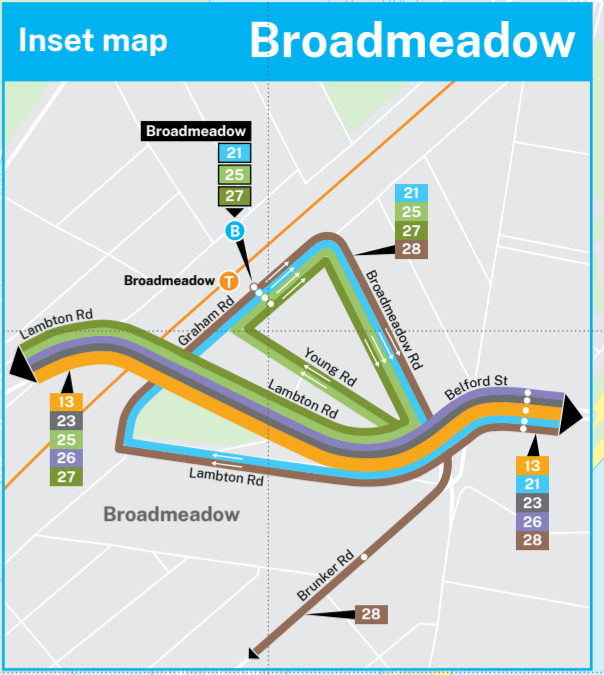 Inset map Broadmeadow
Broadmeadow
21
25
27
B
21
25
27
28
Broadmeadow T
Lambton Rd
Graham Rd
Broadmeadow Rd
Young Rd
Lambton Rd
Belford St
13
23
25
26
27
Lambton Rd
13
21
23
26
28
Broadmeadow
Brunker Rd
28